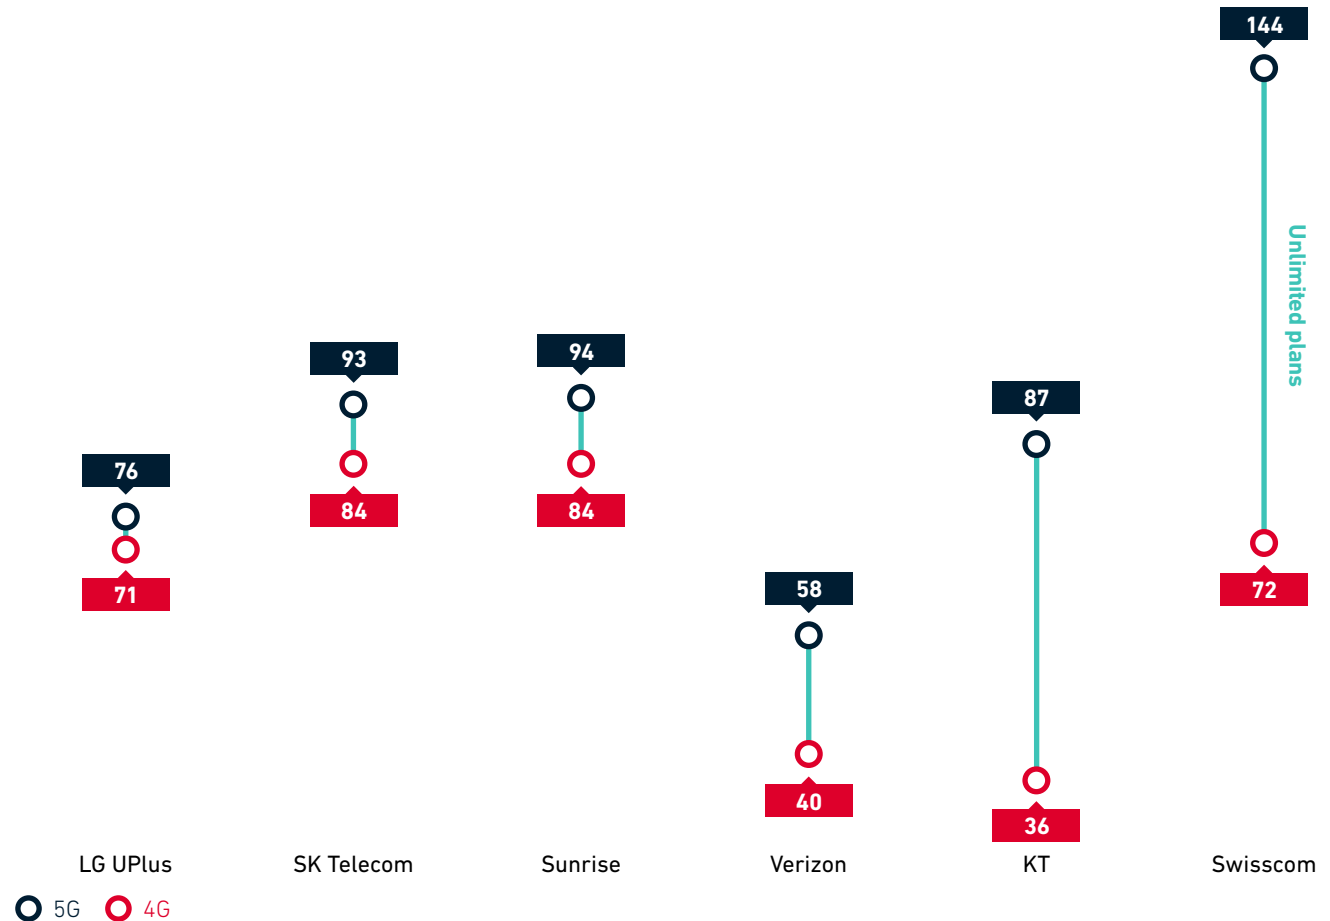 144
Unlimited plans
93
94
87
76
84
84
71
58
72
40
36
LG UPlus
SK Telecom
Sunrise
Verizon
KT
Swisscom
5G
4G